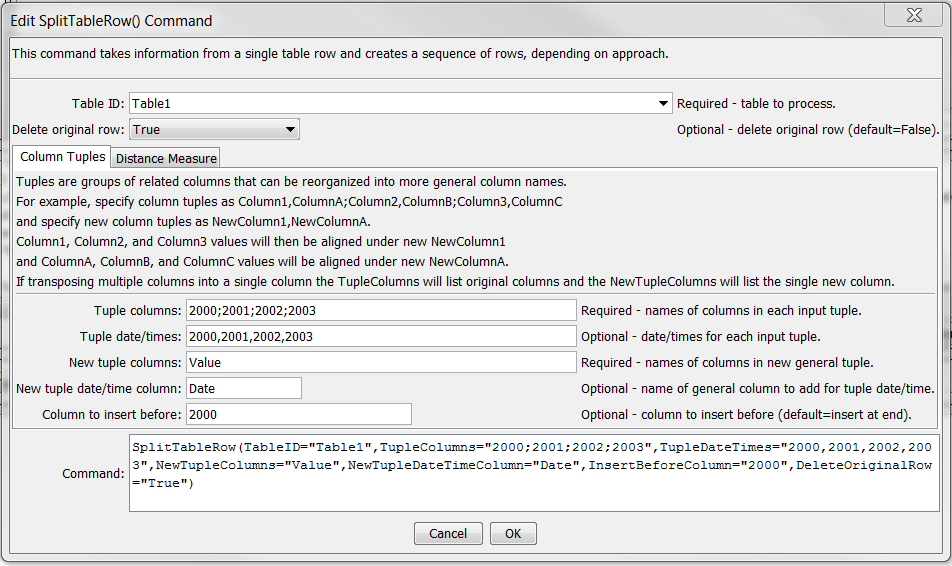 Edit SplitTableRow() Command
This command takes information from a single table row and creates a sequence of rows, depending on approach.
Table ID: Table1 Required - table to process.
Delete original row: True Optional - delete original row (default=False).
Column Tuples Distance Measure
Tuples are groups of related columns that can be reorganized into more general column names.
For example, specify column tuples as Column1,ColumnA;Column2,ColumnB;Column3,ColumnC
and specify new column tuples as NewColumn1,NewColumnA.
Column1, Column2, and Column3 values will then be aligned under new NewColumn1
and ColumnA, ColumnB, and ColumnC values will be aligned under new NewColumnA.
If transposing multiple columns into a single column the TupleColumns will list original columns and the NewTupleColumns will list the single new column.
Tuple columns: 2000;2001;2002;2003 Required - names of columns in each input tuple.
Tuple date/times: 2000,2001,2002,2003 Optional - date/times for each input tuple.
New tuple columns: Value Required - names of columns in new general tuple.
New tuple date/time column: Date Optional - name of general column to add for tuple date/time.
Column to insert before: 2000 Optional - column to insert before (default=insert at end).
SplitTableRow(TableID="Table1",TupleColumns="2000;2001;2002;2003",TupleDateTimes="2000,2001,2002,200
Command: 3",NewTupleColumns="Value",NewTupleDateTimeColumn="Date",InsertBeforeColumn="2000",DeleteOriginalRow
="True")
Cancel OK